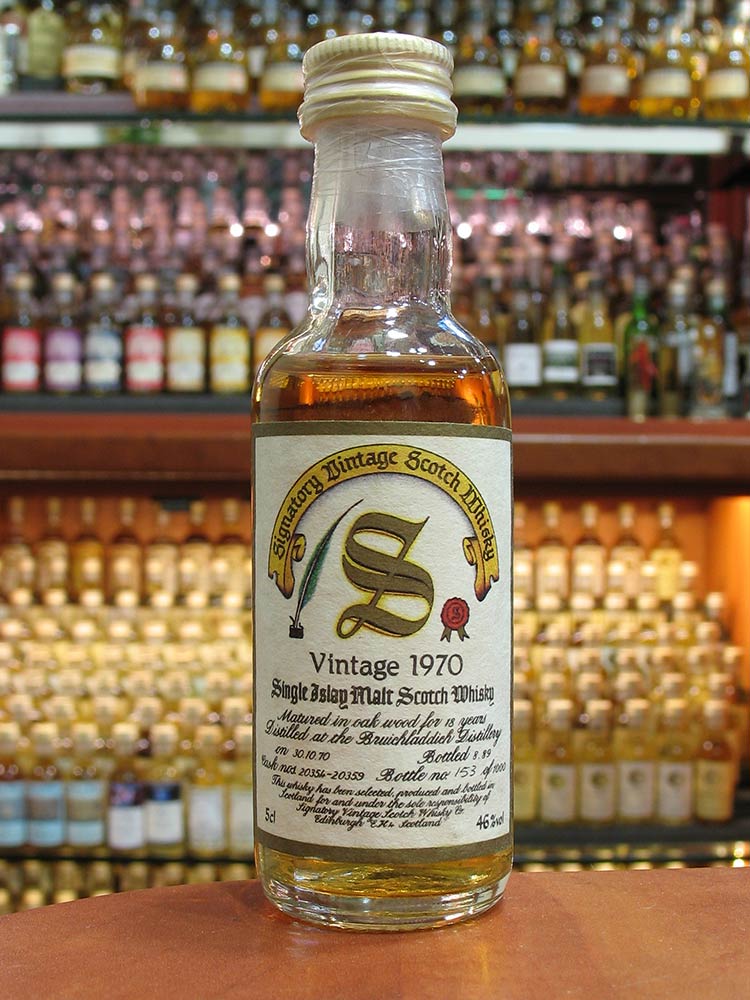 Signatory Vintage Scotch Whisky
S
S
Vintage 1970
Single Islay Malt Scotch Whisky
Matured in oak wood for 18 years
Distilled at the Bruichladdich Distillery
on 30.10.70 Bottled 8.89
Cask nos 20354-20359 Bottle no 153 of 1000
This whisky has been selected, produced and bottled in
Scotland for and under the sole responsibility of
Signatory Vintage Scotch Whisky Co.
5cl Edinburgh Scotland 46%vol